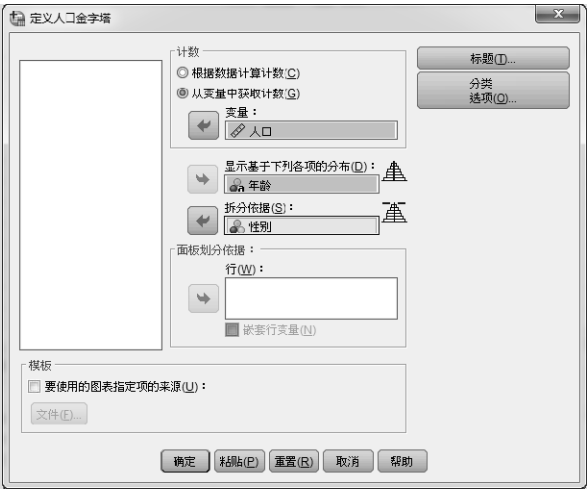 定义人口金字塔
计数
根据数据计算计数(C)
从变量中获取计数(G)
变量：
人口
显示基于下列各项的分布(D)：
年龄
拆分依据(S)：
性别
面板划分依据：
行(W)：
嵌套行变量(N)
标题(T)...
分类
选项(O)...
模板
要使用的图表指定项的来源(U)：
文件(F)...
确定
粘贴(P)
重置(R)
取消
帮助